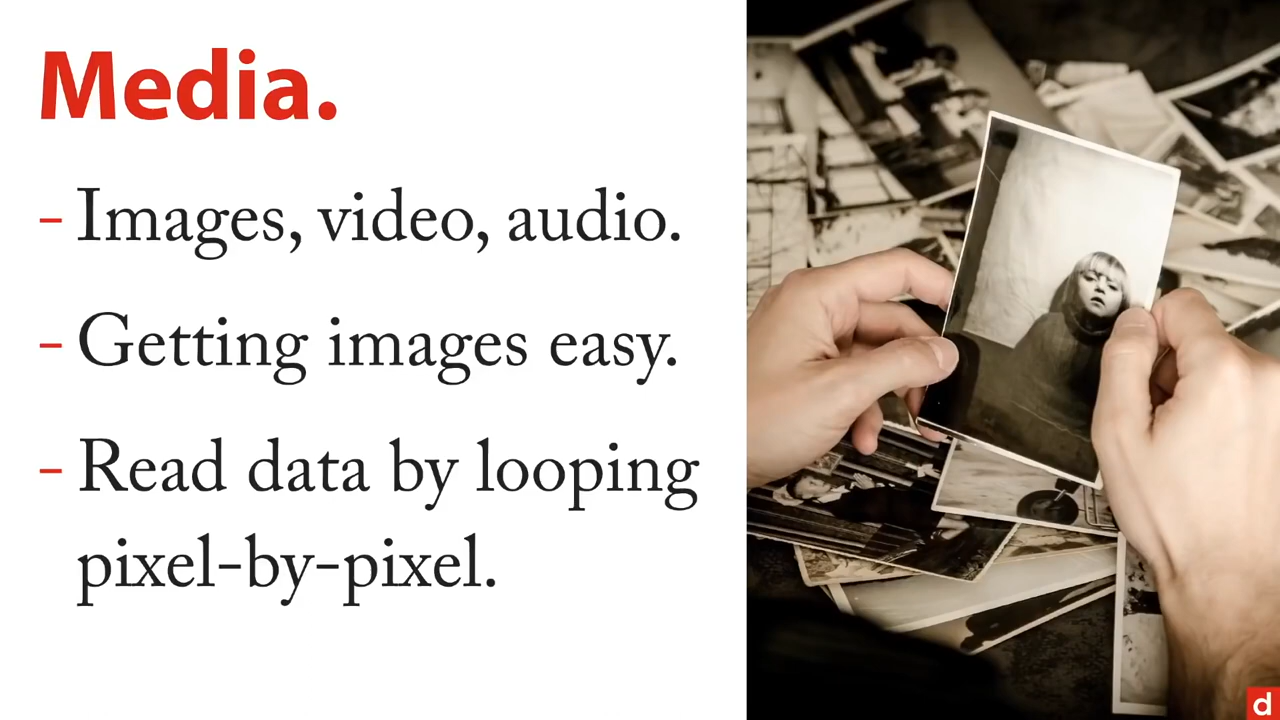 Media.
- Images, video, audio.
- Getting images easy.
- Read data by looping
pixel-by-pixel.
d